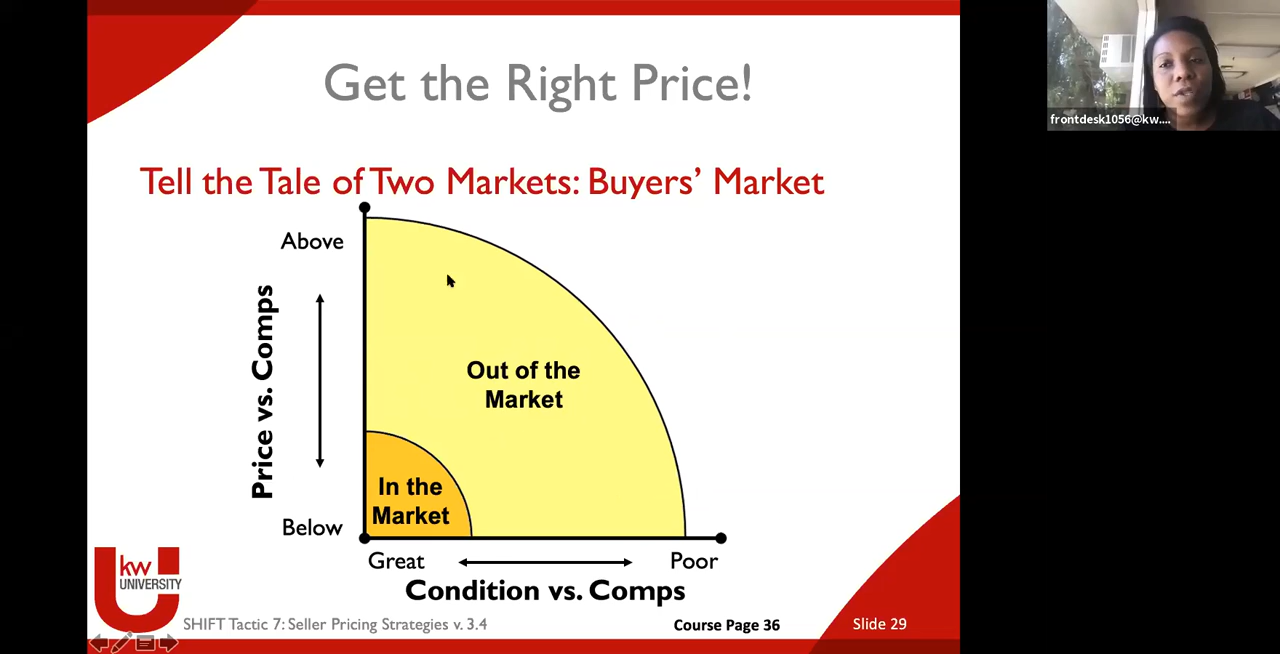 Get the Right Price!
frontdesk1056@kw....
Tell the Tale of Two Markets: Buyers' Market
Above
Price vs. Comps
Out of the
Market
In the
Market
Below
Great
Poor
Condition vs. Comps
kw
UNIVERSITY
SHIFT Tactic 7: Seller Pricing Strategies v. 3.4
Course Page 36
Slide 29